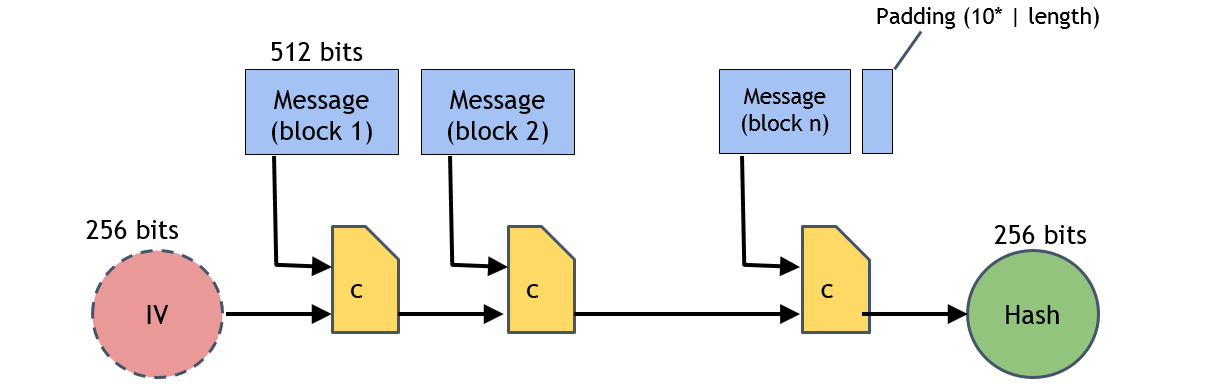 Padding (10* | length)
512 bits
Message
(block 1)
Message
(block 2)
Message
(block n)
256 bits
256 bits
IV
c
c
c
Hash